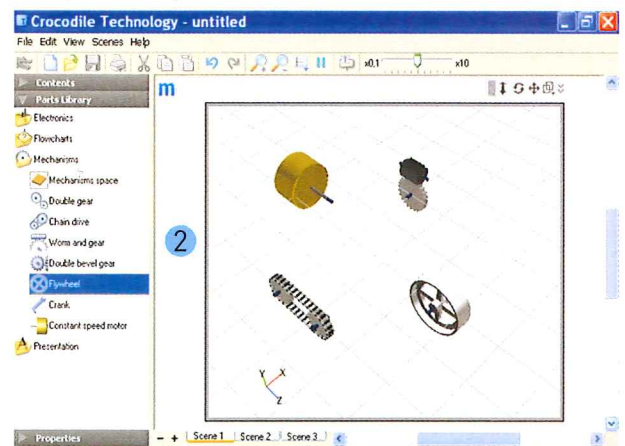 Crocodile Technology - untitled
File Edit View Scenes Help
x0,1 x10
Contents
Parts Library
Electronics
Flowcharts
Mechanisms
Mechanisms space
Double gear
Chain drive
Worm and gear
Double bevel gear
Flywheel
Crank
Constant speed motor
Presentation
Properties
m
2
Y X
Z
- + Scene 1 Scene 2 Scene 3